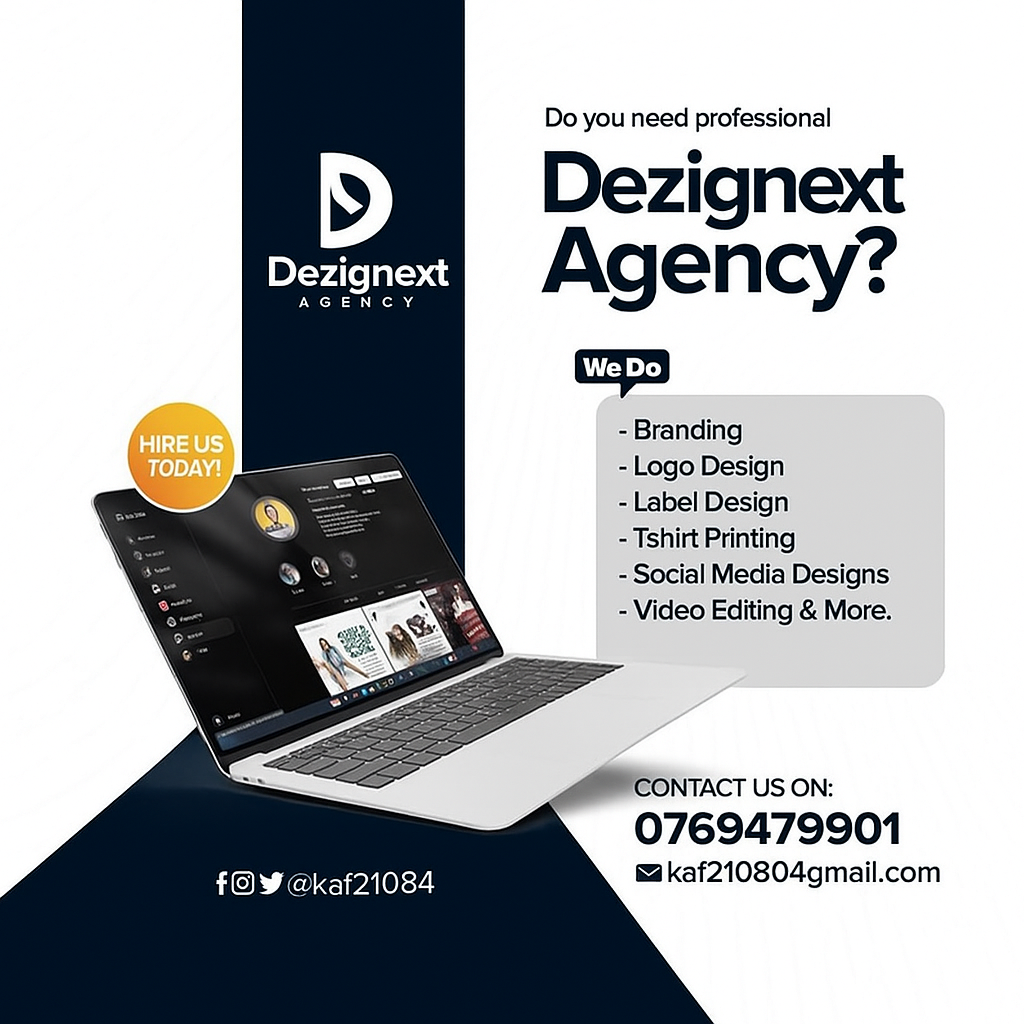 Do you need professional
Dezignext
Agency?
Dezignext
AGENCY
We Do
- Branding
- Logo Design
- Label Design
- Tshirt Printing
- Social Media Designs
- Video Editing & More.
HIRE US
TODAY!
CONTACT US ON:
0769479901
kaf210804gmail.com
@kaf21084